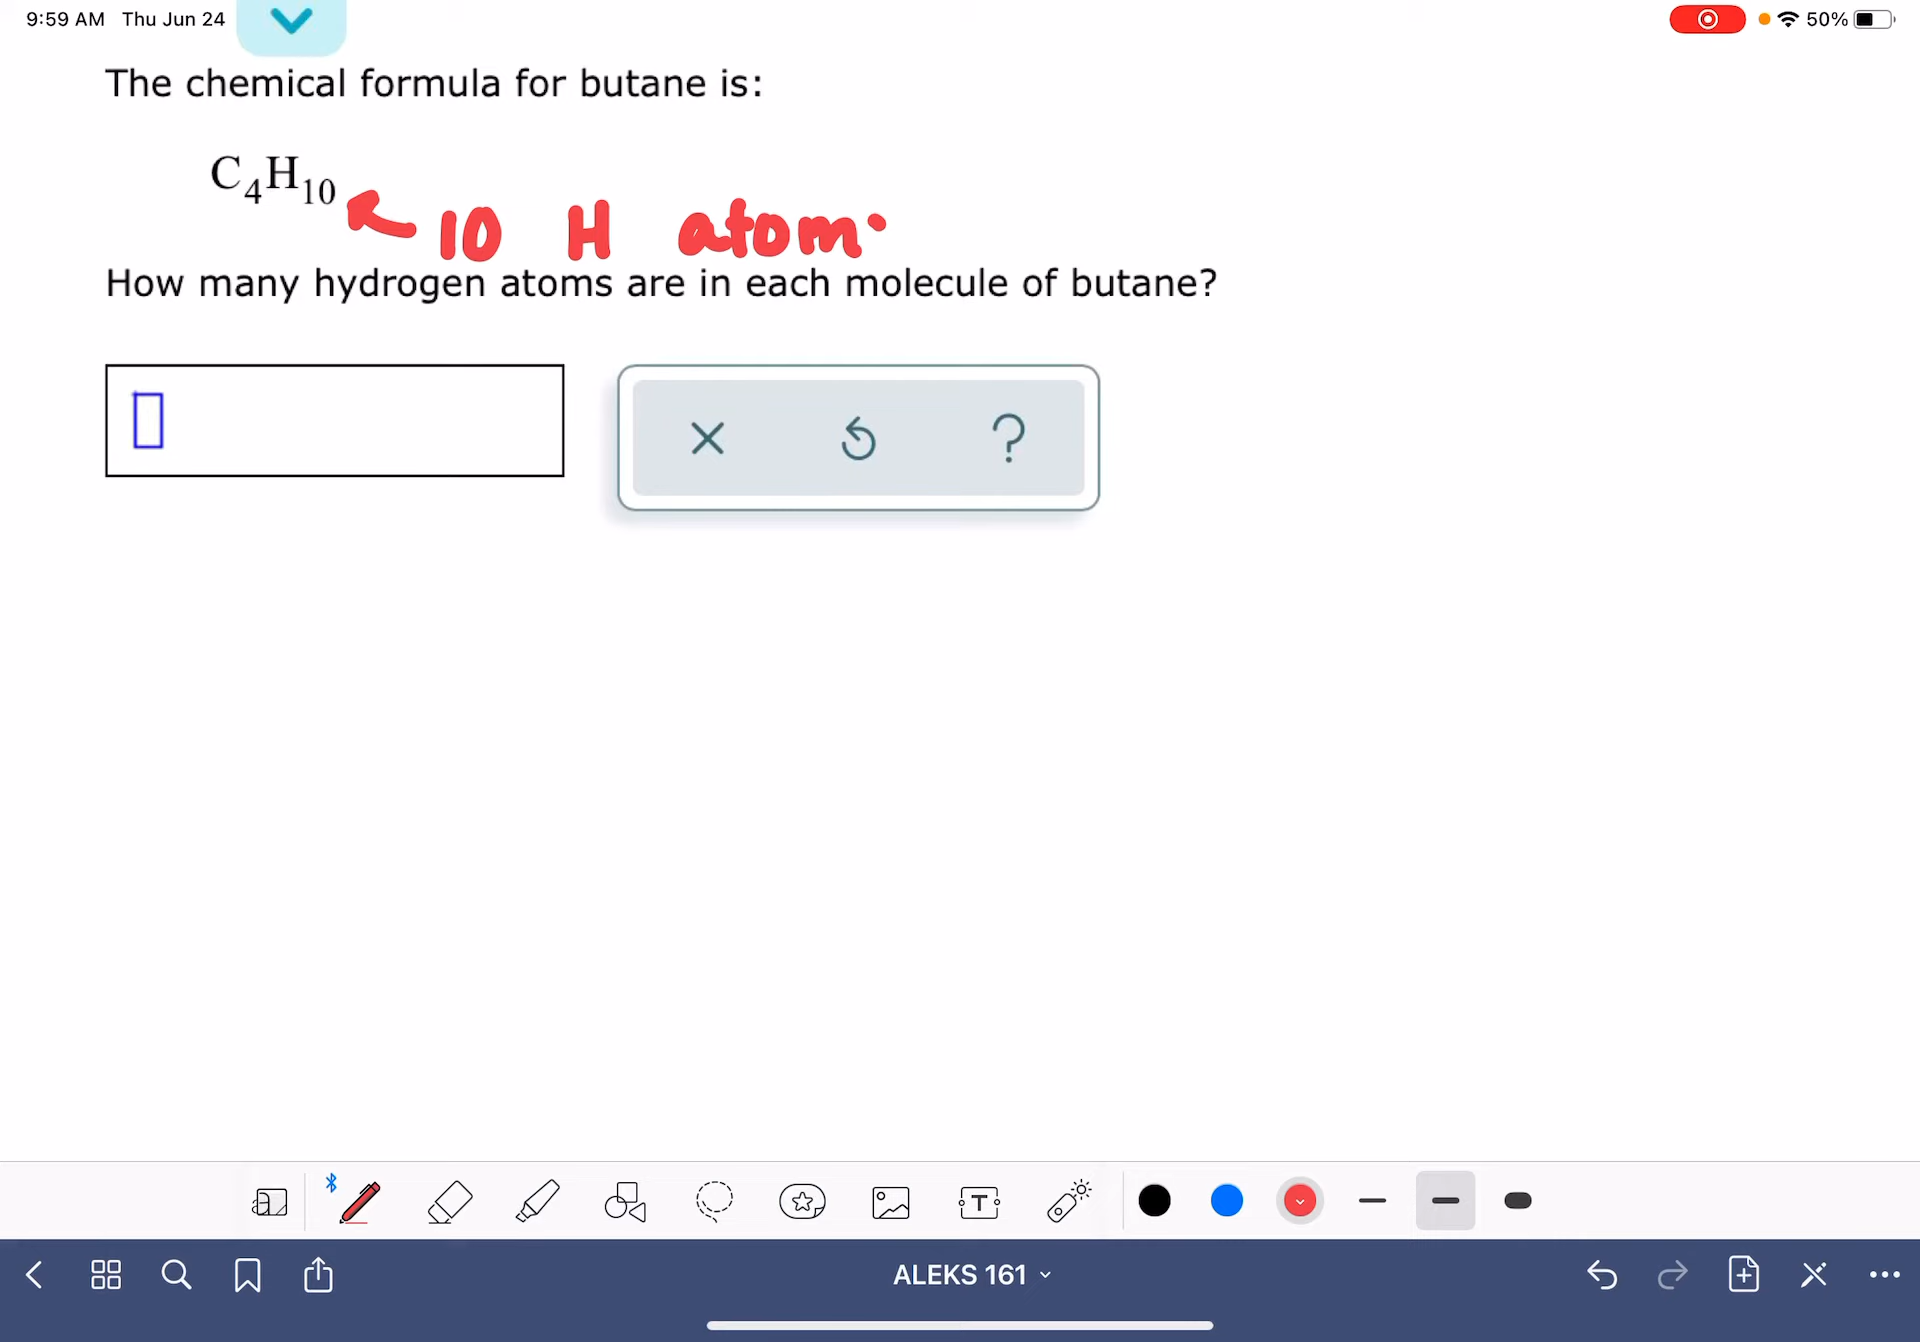 9:59 AM Thu Jun 24 50%
The chemical formula for butane is:
C₄H₁₀
10 H atom
How many hydrogen atoms are in each molecule of butane?
ALEKS 161